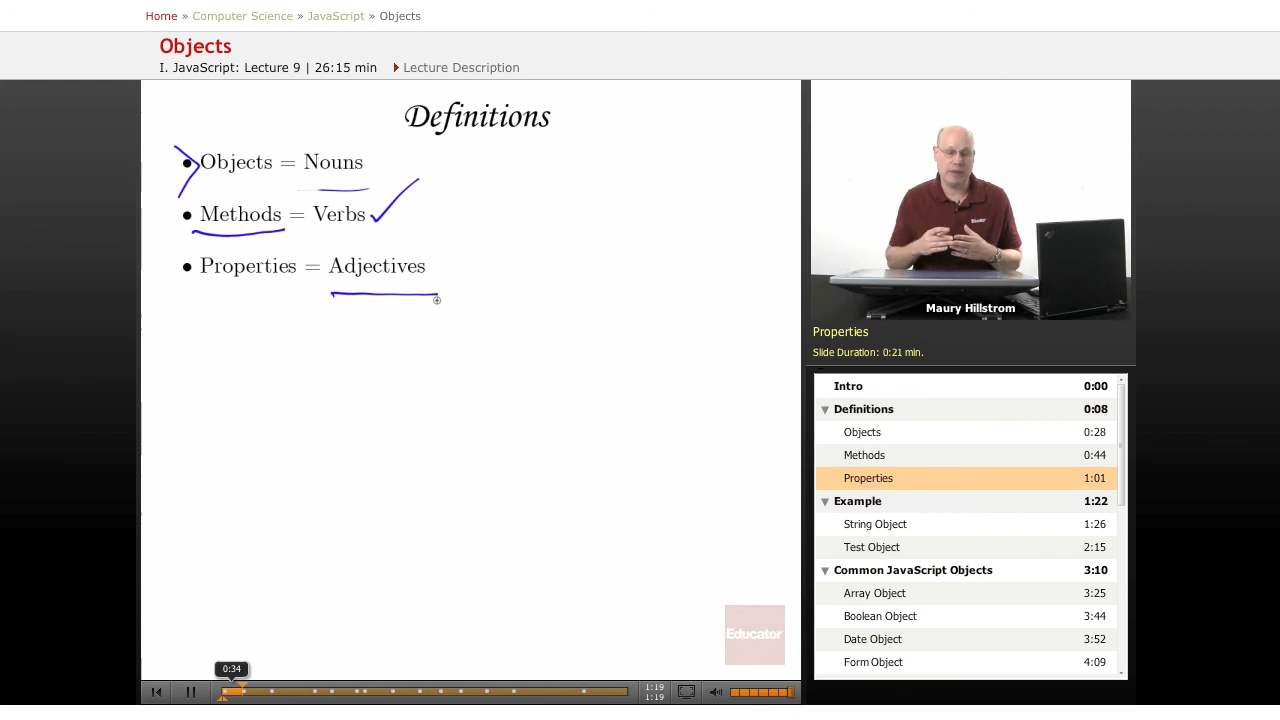 Home » Computer Science » JavaScript » Objects
Objects
I. JavaScript: Lecture 9 | 26:15 min Lecture Description
Definitions
• Objects = Nouns
• Methods = Verbs
• Properties = Adjectives
Educator
0:34
1:19
1:19
Educator
Maury Hillstrom
Properties
Slide Duration: 0:21 min.
Intro 0:00
Definitions 0:08
Objects 0:28
Methods 0:44
Properties 1:01
Example 1:22
String Object 1:26
Test Object 2:15
Common JavaScript Objects 3:10
Array Object 3:25
Boolean Object 3:44
Date Object 3:52
Form Object 4:09